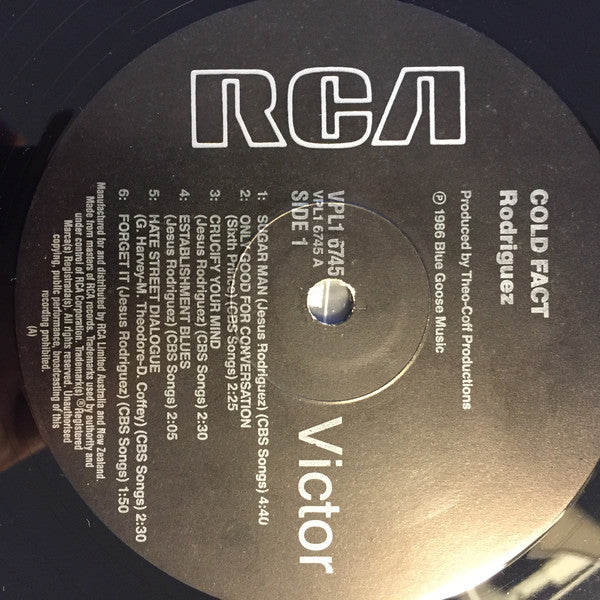 RCA
Victor
COLD FACT
Rodriguez
Produced by Theo-Coff Productions
℗ 1986 Blue Goose Music
VPL1 6745
VPL1 6745 A
SIDE 1
1: SUGAR MAN (Jesus Rodriguez) (CBS Songs) 4:40
2: ONLY GOOD FOR CONVERSATION
(Sixth Prince) (CBS Songs) 2:25
3: CRUCIFY YOUR MIND
(Jesus Rodriguez) (CBS Songs) 2:30
4: ESTABLISHMENT BLUES
(Jesus Rodriguez) (CBS Songs) 2:05
5: HATE STREET DIALOGUE
(G. Harvey-M. Theodore-D. Coffey) (CBS Songs) 2:30
6: FORGET IT (Jesus Rodriguez) (CBS Songs) 1:50
Manufactured for and distributed by RCA Limited Australia and New Zealand.
Made from masters of RCA records. Trademarks used by authority and
under control of RCA Corporation. Trademark(s) ®Registered
Marca(s) Registrada(s). All rights reserved. Unauthorised
copying, public performance, broadcasting of this
recording prohibited.
(A)